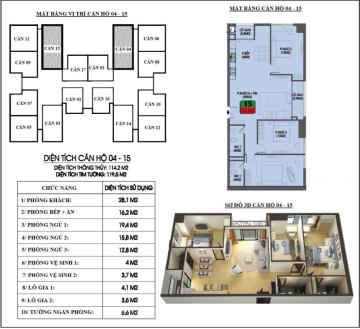 MẶT BẰNG VỊ TRÍ CĂN HỘ 04 - 15
CĂN 11
CĂN 15
CĂN 04
CĂN 06
CĂN 09
CĂN 17
CĂN 02
CĂN 08
CĂN 07
CĂN 01
CĂN 16
CĂN 10
CĂN 05
CĂN 03
CĂN 14
CĂN 12
MẶT BẰNG CĂN HỘ 04 - 15
15
DIỆN TÍCH CĂN HỘ 04 - 15
DIỆN TÍCH THÔNG THỦY: 114.2 M2
DIỆN TÍCH TIM TƯỜNG: 119.5 M2
CHỨC NĂNG DIỆN TÍCH SỬ DỤNG
1/ PHÒNG KHÁCH: 28,1 M2
2/ PHÒNG BẾP + ĂN: 16,2 M2
3/ PHÒNG NGỦ 1: 19,4 M2
4/ PHÒNG NGỦ 2: 15,8 M2
5/ PHÒNG NGỦ 3: 12,8 M2
6/ PHÒNG VỆ SINH 1: 4 M2
7/ PHÒNG VỆ SINH 2: 3,7 M2
8/ LÔ GIA 1: 4,1 M2
9/ LÔ GIA 2: 3,5 M2
10/ TƯỜNG NGĂN PHÒNG: 6,6 M2
SƠ ĐỒ 3D CĂN HỘ 04 - 15